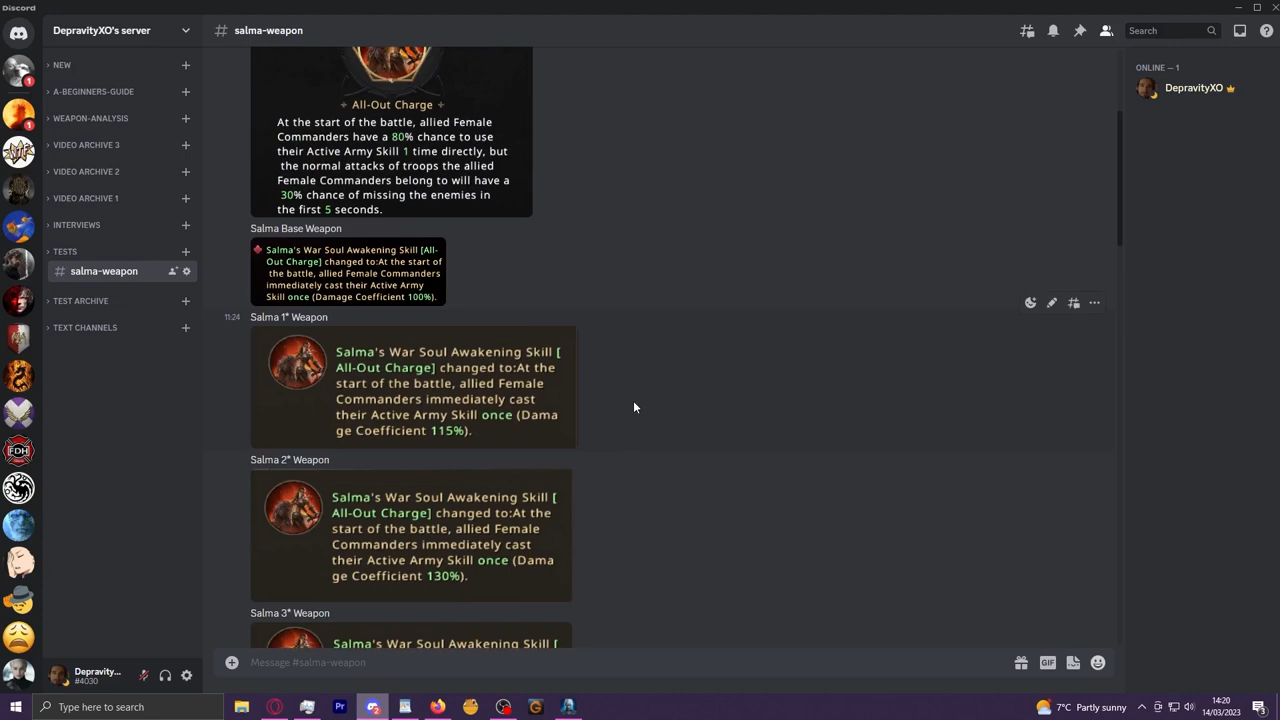 Discord
DepravityXO's server
salma-weapon
Search
NEW
A-BEGINNERS-GUIDE
WEAPON-ANALYSIS
VIDEO ARCHIVE 3
VIDEO ARCHIVE 2
VIDEO ARCHIVE 1
INTERVIEWS
TESTS
# salma-weapon
TEST ARCHIVE
TEXT CHANNELS
All-Out Charge
At the start of the battle, allied Female
Commanders have a 80% chance to use
their Active Army Skill 1 time directly, but
the normal attacks of troops the allied
Female Commanders belong to will have a
30% chance of missing the enemies in
the first 5 seconds.
Salma Base Weapon
Salma's War Soul Awakening Skill [All-
Out Charge] changed to:At the start of
the battle, allied Female Commanders
immediately cast their Active Army
Skill once (Damage Coefficient 100%).
11:24
Salma 1* Weapon
Salma's War Soul Awakening Skill [
All-Out Charge] changed to:At the
start of the battle, allied Female
Commanders immediately cast
their Active Army Skill once (Dama
ge Coefficient 115%).
Salma 2* Weapon
Salma's War Soul Awakening Skill [
All-Out Charge] changed to:At the
start of the battle, allied Female
Commanders immediately cast
their Active Army Skill once (Dama
ge Coefficient 130%).
Salma 3* Weapon
Salma's War Soul Awakening Skill [
Message #salma-weapon
GIF
ONLINE — 1
DepravityXO
1
1
FDH
Depravity...
#4030
Type here to search
Pr
7°C Partly sunny
14:20
14/03/2023